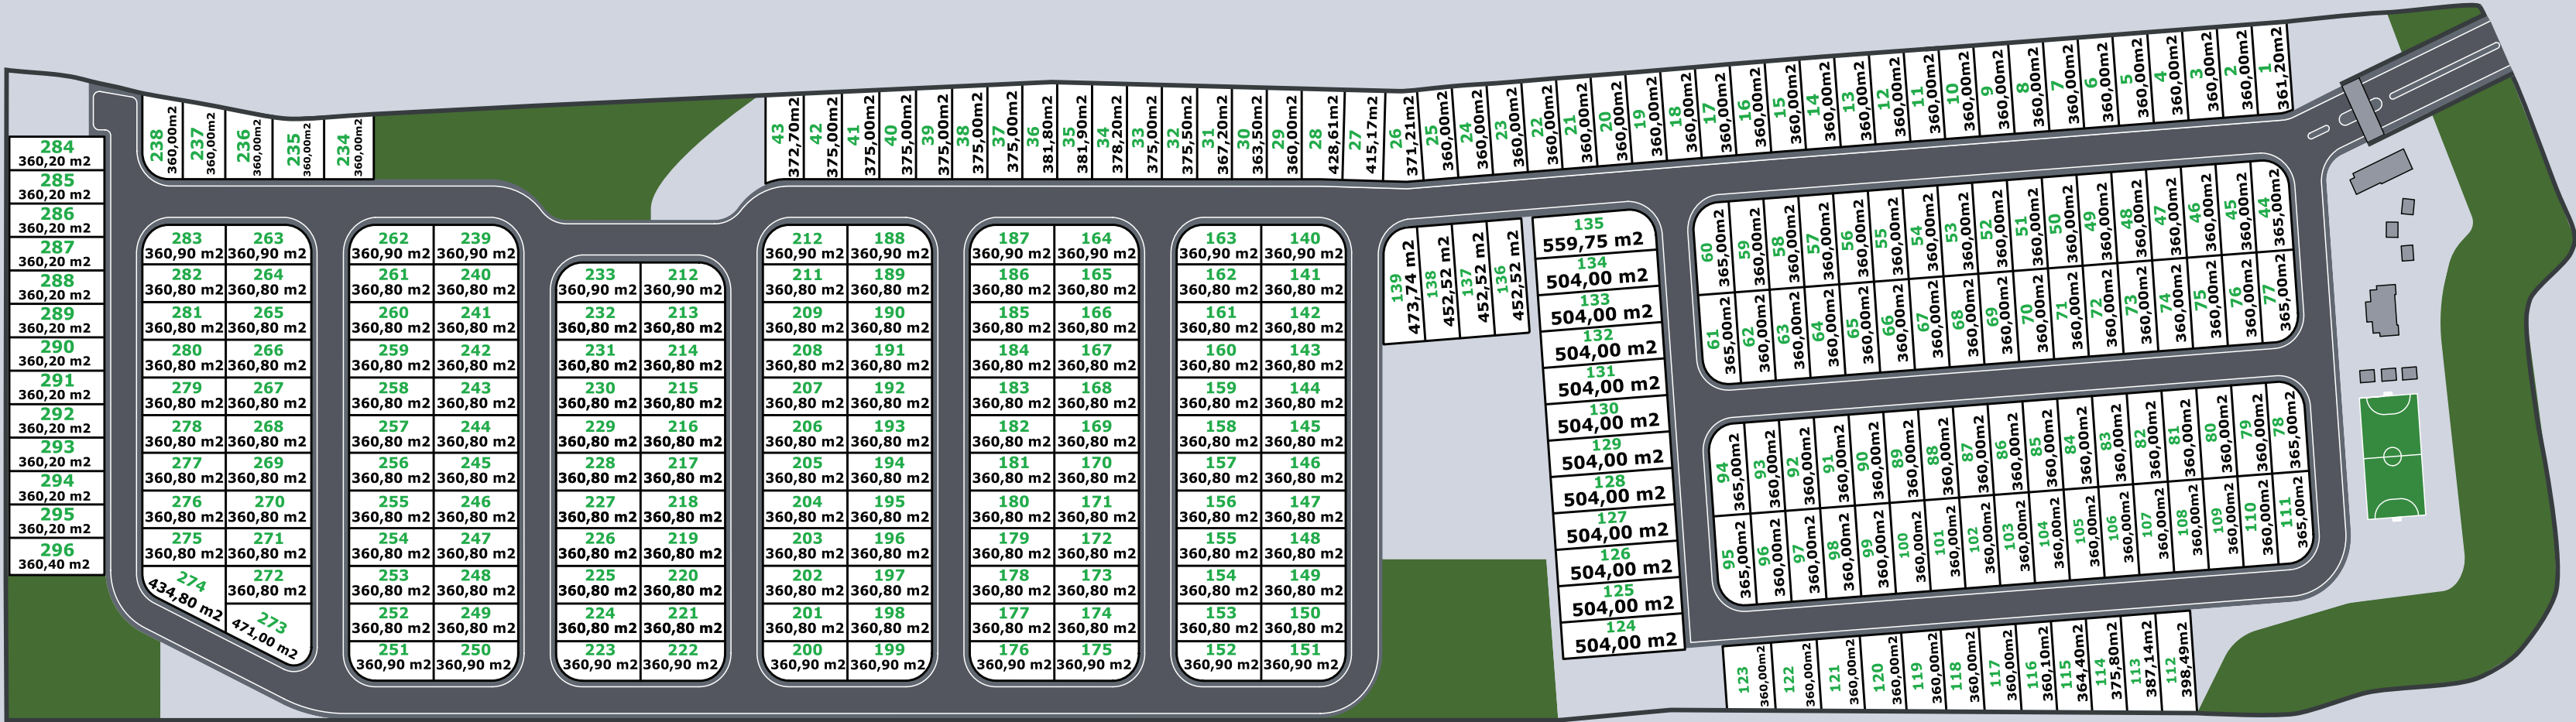 284
360,20 m2
285
360,20 m2
286
360,20 m2
287
360,20 m2
288
360,20 m2
289
360,20 m2
290
360,20 m2
291
360,20 m2
292
360,20 m2
293
360,20 m2
294
360,20 m2
295
360,20 m2
296
360,40 m2
238
360,00m2
237
360,00m2
236
360,00m2
235
360,00m2
234
360,00m2
283 263
360,90 m2 360,90 m2
282 264
360,80 m2 360,80 m2
281 265
360,80 m2 360,80 m2
280 266
360,80 m2 360,80 m2
279 267
360,80 m2 360,80 m2
278 268
360,80 m2 360,80 m2
277 269
360,80 m2 360,80 m2
276 270
360,80 m2 360,80 m2
275 271
360,80 m2 360,80 m2
274 272
434,80 m2 360,80 m2
273
471,00 m2
262 239
360,90 m2 360,90 m2
261 240
360,80 m2 360,80 m2
260 241
360,80 m2 360,80 m2
259 242
360,80 m2 360,80 m2
258 243
360,80 m2 360,80 m2
257 244
360,80 m2 360,80 m2
256 245
360,80 m2 360,80 m2
255 246
360,80 m2 360,80 m2
254 247
360,80 m2 360,80 m2
253 248
360,80 m2 360,80 m2
252 249
360,80 m2 360,80 m2
251 250
360,90 m2 360,90 m2
233 212
360,90 m2 360,90 m2
232 213
360,80 m2 360,80 m2
231 214
360,80 m2 360,80 m2
230 215
360,80 m2 360,80 m2
229 216
360,80 m2 360,80 m2
228 217
360,80 m2 360,80 m2
227 218
360,80 m2 360,80 m2
226 219
360,80 m2 360,80 m2
225 220
360,80 m2 360,80 m2
224 221
360,80 m2 360,80 m2
223 222
360,90 m2 360,90 m2
212 188
360,90 m2 360,90 m2
211 189
360,80 m2 360,80 m2
209 190
360,80 m2 360,80 m2
208 191
360,80 m2 360,80 m2
207 192
360,80 m2 360,80 m2
206 193
360,80 m2 360,80 m2
205 194
360,80 m2 360,80 m2
204 195
360,80 m2 360,80 m2
203 196
360,80 m2 360,80 m2
202 197
360,80 m2 360,80 m2
201 198
360,80 m2 360,80 m2
200 199
360,90 m2 360,90 m2
187 164
360,90 m2 360,90 m2
186 165
360,80 m2 360,80 m2
185 166
360,80 m2 360,80 m2
184 167
360,80 m2 360,80 m2
183 168
360,80 m2 360,80 m2
182 169
360,80 m2 360,80 m2
181 170
360,80 m2 360,80 m2
180 171
360,80 m2 360,80 m2
179 172
360,80 m2 360,80 m2
178 173
360,80 m2 360,80 m2
177 174
360,80 m2 360,80 m2
176 175
360,90 m2 360,90 m2
163 140
360,90 m2 360,90 m2
162 141
360,80 m2 360,80 m2
161 142
360,80 m2 360,80 m2
160 143
360,80 m2 360,80 m2
159 144
360,80 m2 360,80 m2
158 145
360,80 m2 360,80 m2
157 146
360,80 m2 360,80 m2
156 147
360,80 m2 360,80 m2
155 148
360,80 m2 360,80 m2
154 149
360,80 m2 360,80 m2
153 150
360,80 m2 360,80 m2
152 151
360,90 m2 360,90 m2
43
372,70m2
42
375,00m2
41
375,00m2
40
375,00m2
39
375,00m2
38
375,00m2
37
375,00m2
36
381,80m2
35
381,90m2
34
378,20m2
33
375,00m2
32
375,50m2
31
367,20m2
30
363,50m2
29
360,00m2
28
428,61m2
27
415,17m2
26
371,21m2
25
360,00m2
24
360,00m2
23
360,00m2
22
360,00m2
21
360,00m2
20
360,00m2
19
360,00m2
18
360,00m2
17
360,00m2
16
360,00m2
15
360,00m2
14
360,00m2
13
360,00m2
12
360,00m2
11
360,00m2
10
360,00m2
9
360,00m2
8
360,00m2
7
360,00m2
6
360,00m2
5
360,00m2
4
360,00m2
3
360,00m2
2
360,00m2
1
361,20m2
139
473,74 m2
138
452,52 m2
137
452,52 m2
136
452,52 m2
135
559,75 m2
134
504,00 m2
133
504,00 m2
132
504,00 m2
131
504,00 m2
130
504,00 m2
129
504,00 m2
128
504,00 m2
127
504,00 m2
126
504,00 m2
125
504,00 m2
124
504,00 m2
60
365,00m2
59
360,00m2
58
360,00m2
57
360,00m2
56
360,00m2
55
360,00m2
54
360,00m2
53
360,00m2
52
360,00m2
51
360,00m2
50
360,00m2
49
360,00m2
48
360,00m2
47
360,00m2
46
360,00m2
45
360,00m2
44
365,00m2
61
365,00m2
62
360,00m2
63
360,00m2
64
360,00m2
65
360,00m2
66
360,00m2
67
360,00m2
68
360,00m2
69
360,00m2
70
360,00m2
71
360,00m2
72
360,00m2
73
360,00m2
74
360,00m2
75
360,00m2
76
360,00m2
77
365,00m2
94
365,00m2
93
360,00m2
92
360,00m2
91
360,00m2
90
360,00m2
89
360,00m2
88
360,00m2
87
360,00m2
86
360,00m2
85
360,00m2
84
360,00m2
83
360,00m2
82
360,00m2
81
360,00m2
80
360,00m2
79
360,00m2
78
365,00m2
95
365,00m2
96
360,00m2
97
360,00m2
98
360,00m2
99
360,00m2
100
360,00m2
101
360,00m2
102
360,00m2
103
360,00m2
104
360,00m2
105
360,00m2
106
360,00m2
107
360,00m2
108
360,00m2
109
360,00m2
110
360,00m2
111
365,00m2
123
360,00m2
122
360,00m2
121
360,00m2
120
360,00m2
119
360,00m2
118
360,00m2
117
360,00m2
116
360,10m2
115
364,40m2
114
375,80m2
113
387,14m2
112
398,49m2